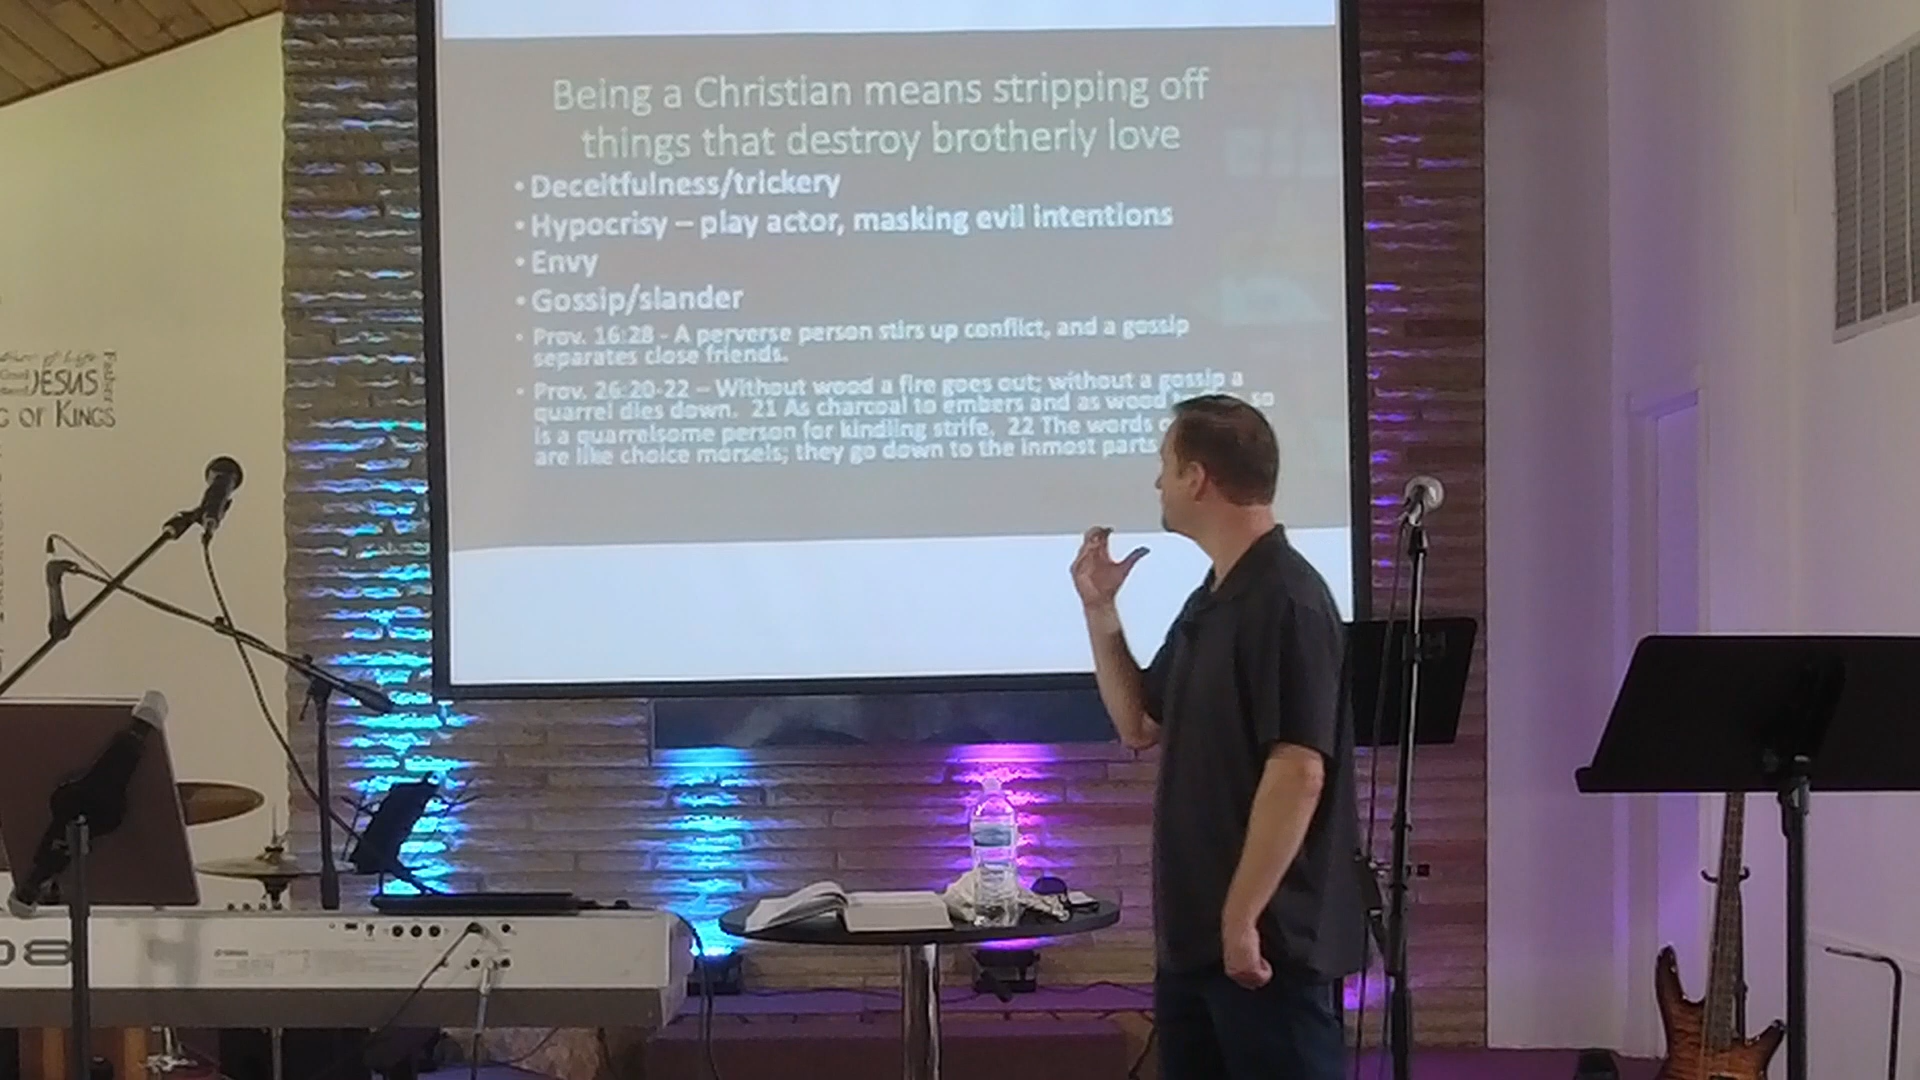 Being a Christian means stripping off
things that destroy brotherly love
• Deceitfulness/trickery
• Hypocrisy – play actor, masking evil intentions
• Envy
• Gossip/slander
• Prov. 16:28 - A perverse person stirs up conflict, and a gossip
separates close friends.
• Prov. 26:20-22 – Without wood a fire goes out; without a gossip a
quarrel dies down. 21 As charcoal to embers and as wood so
is a quarrelsome person for kindling strife. 22 The words
are like choice morsels; they go down to the inmost parts
JESUS
Father
OF KINGS
08